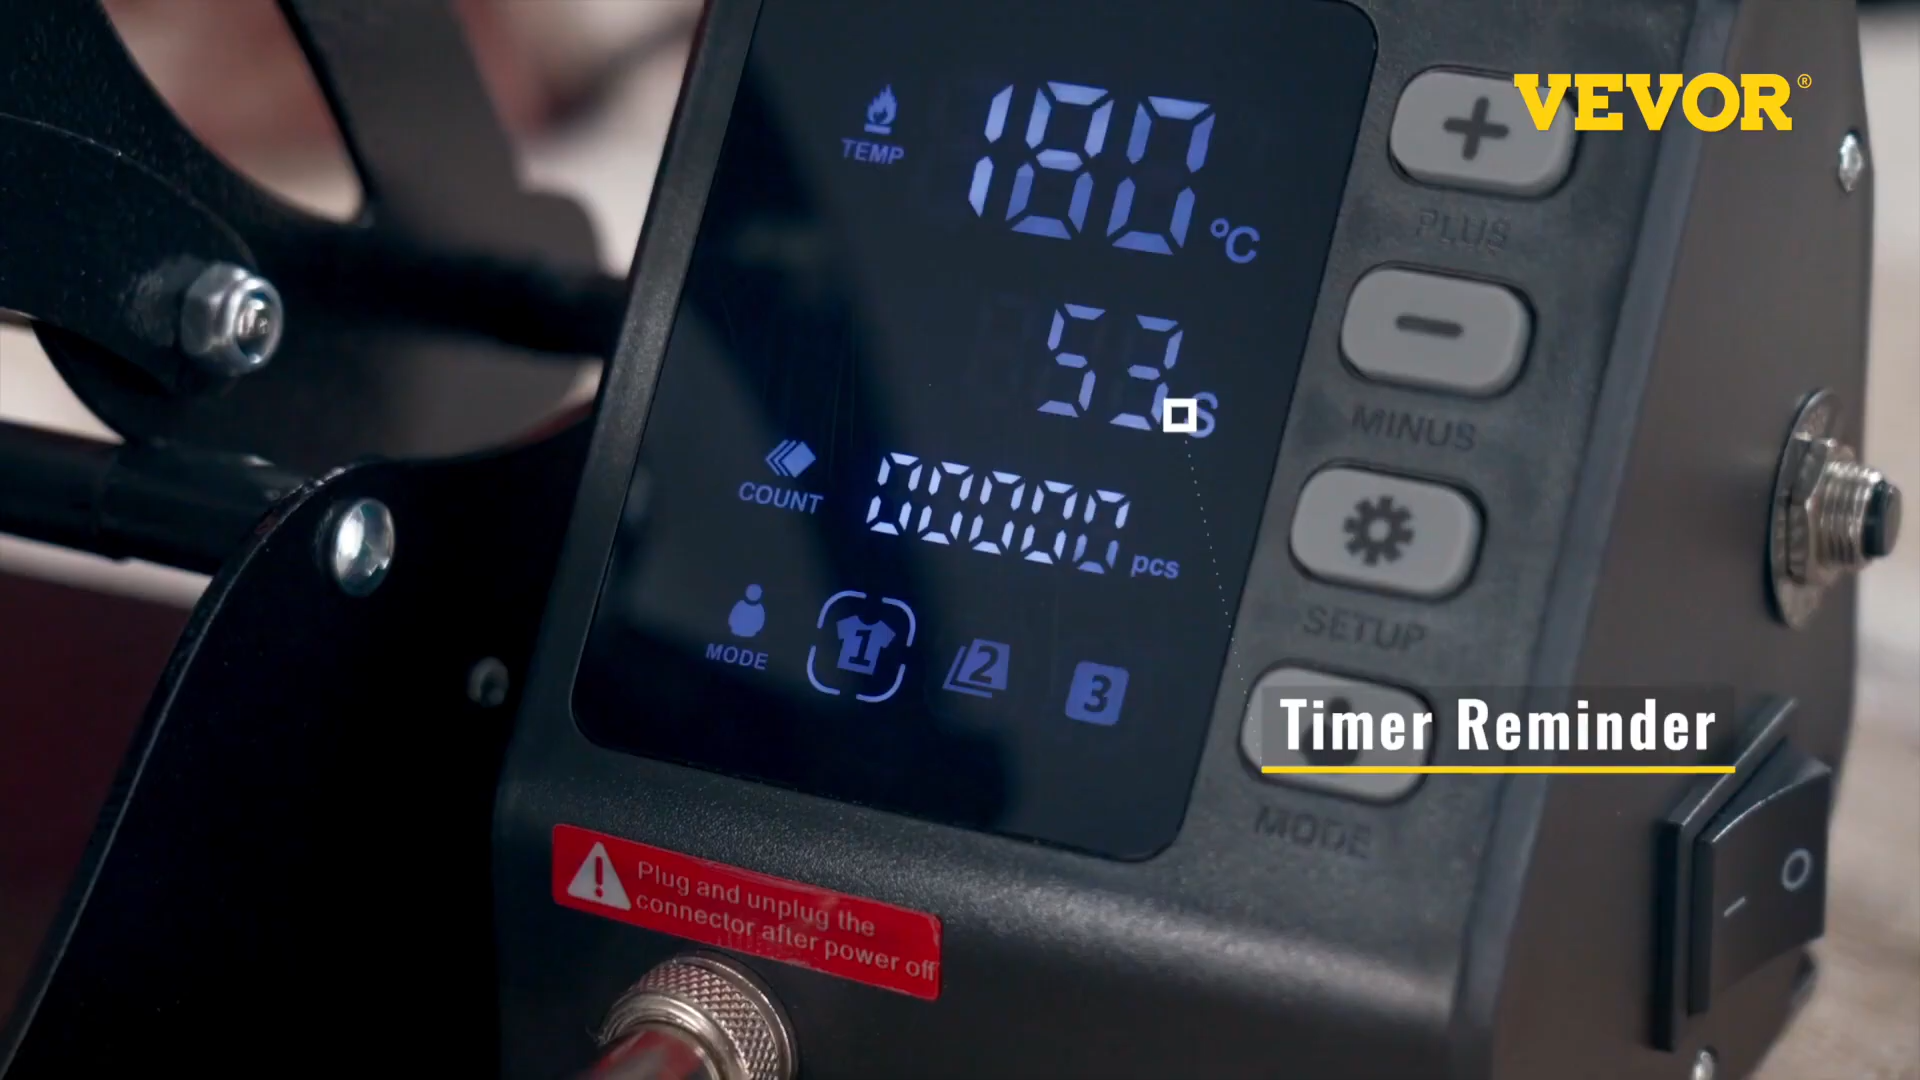 VEVOR®
TEMP
180 °C
PLUS
53 S
MINUS
COUNT
00000 pcs
SETUP
MODE
1
2
3
Timer Reminder
MODE
Plug and unplug the
connector after power off